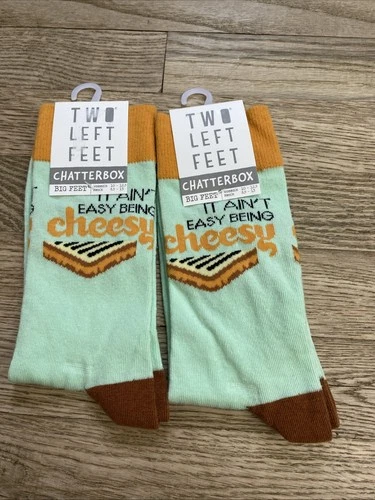 TWO
LEFT
FEET
CHATTERBOX
BIG FEET
IT AIN'T
EASY BEING
cheesy
TWO
LEFT
FEET
CHATTERBOX
BIG FEET
IT AIN'T
EASY BEING
cheesy